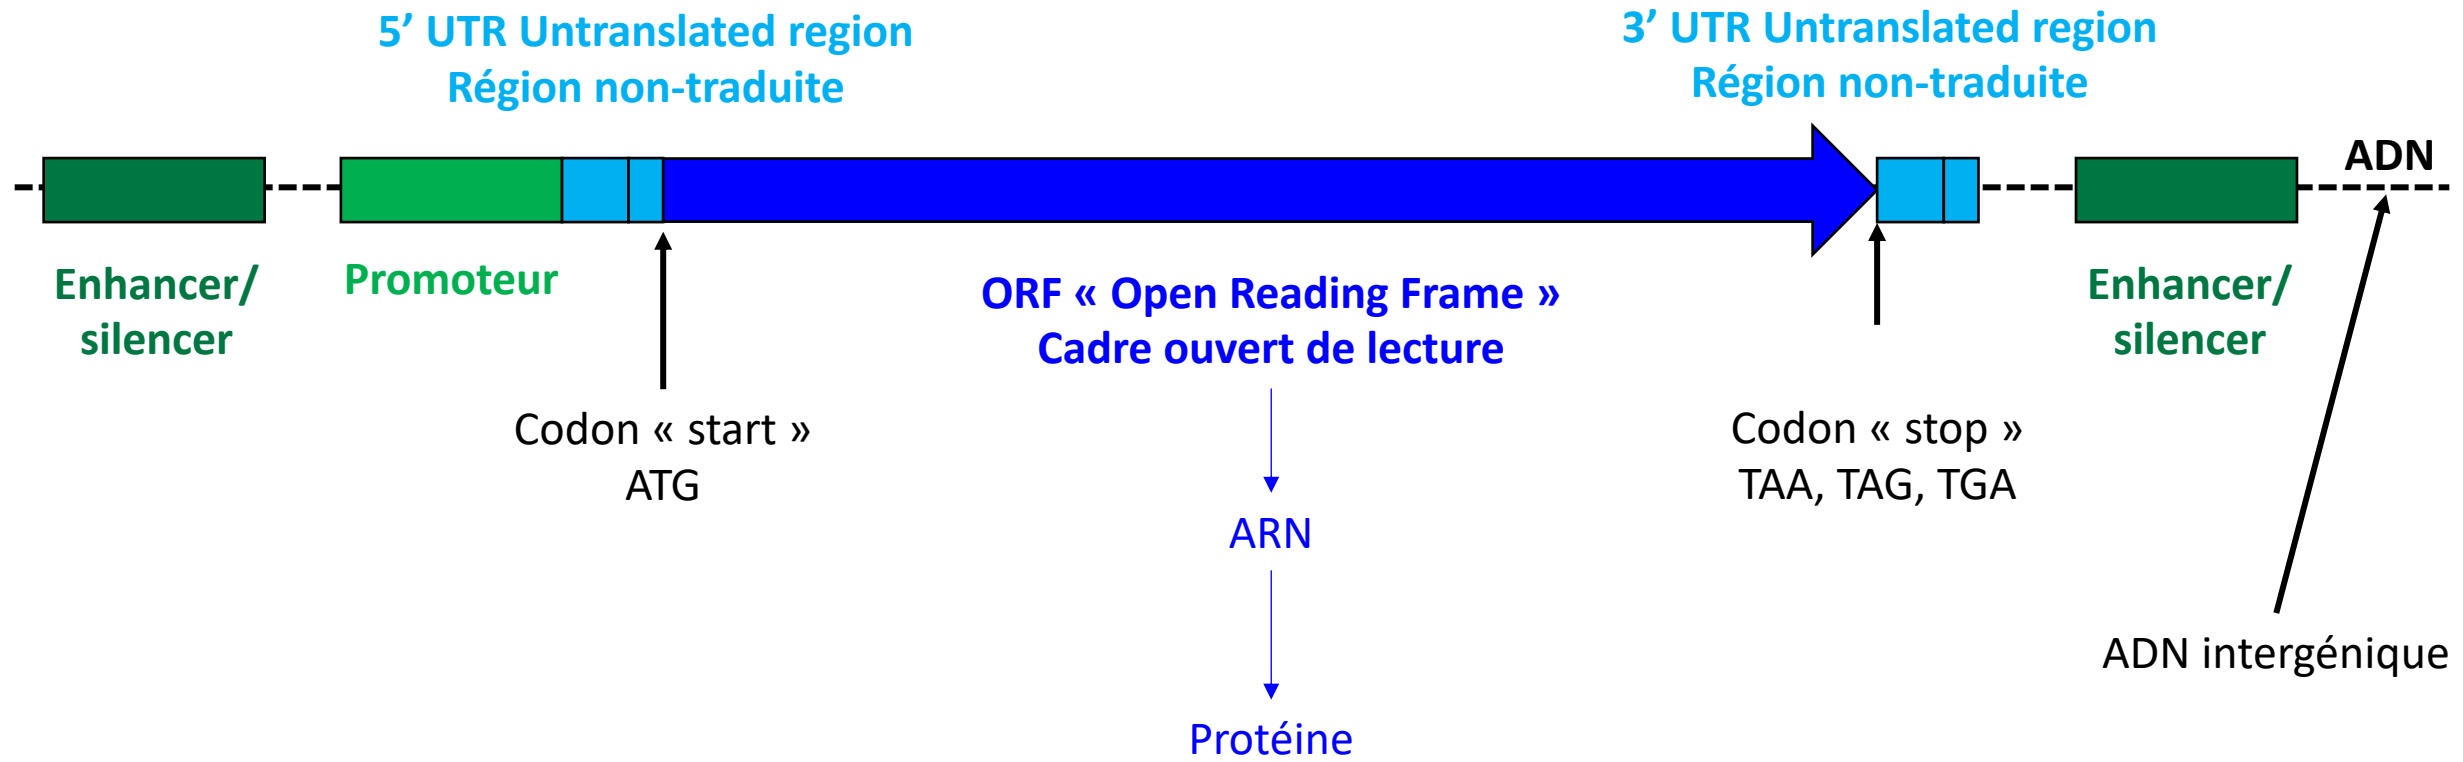 5’ UTR Untranslated region
Région non-traduite
3’ UTR Untranslated region
Région non-traduite
ADN
Enhancer/
silencer
Promoteur
ORF « Open Reading Frame »
Cadre ouvert de lecture
Enhancer/
silencer
Codon « start »
ATG
Codon « stop »
TAA, TAG, TGA
ARN
ADN intergénique
Protéine